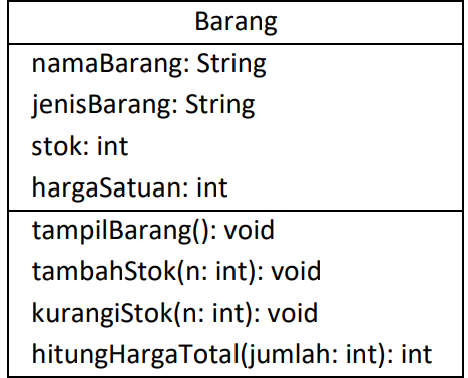 Barang
namaBarang: String
jenisBarang: String
stok: int
hargaSatuan: int
tampilBarang(): void
tambahStok(n: int): void
kurangiStok(n: int): void
hitungHargaTotal(jumlah: int): int